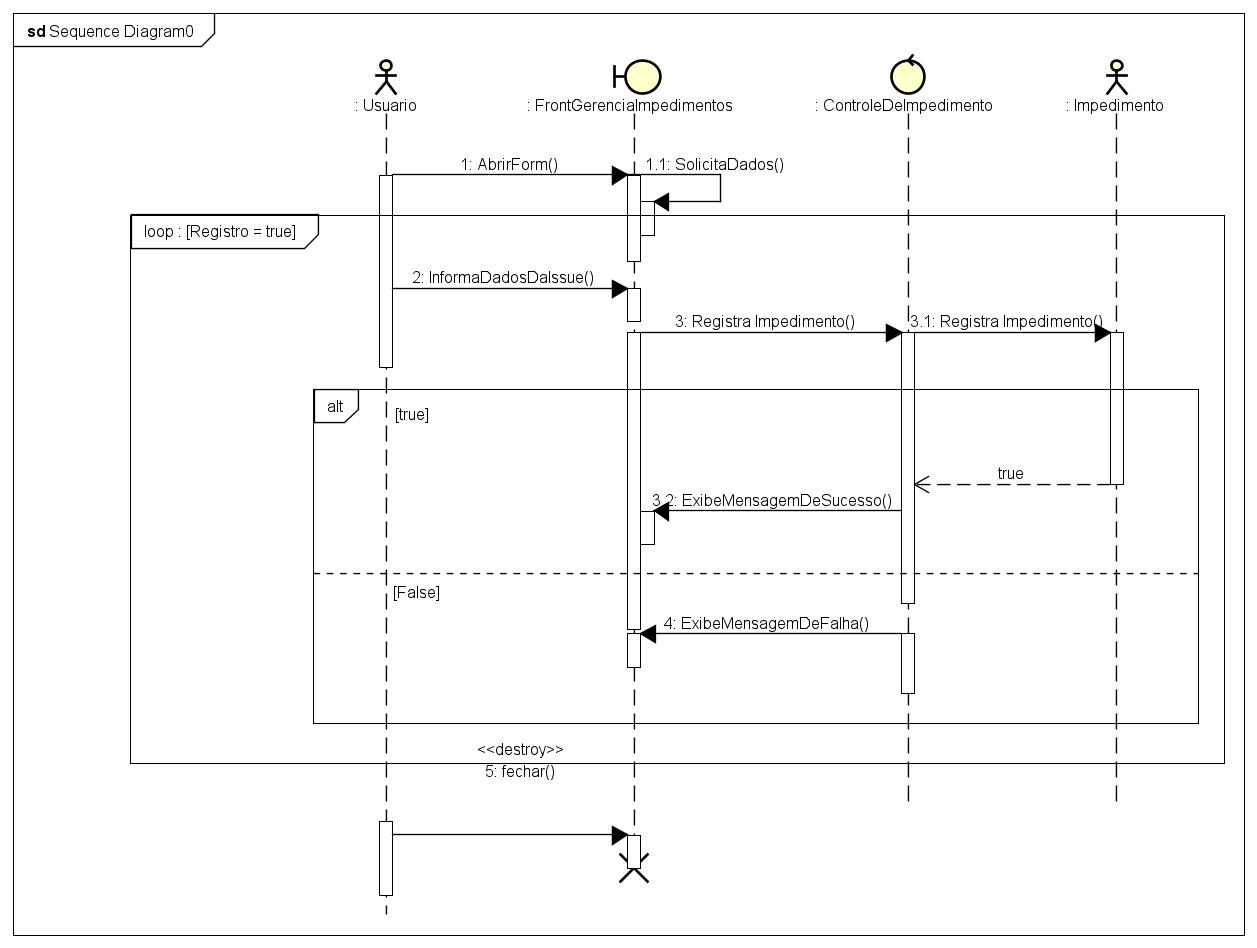 sd Sequence Diagram0
: Usuario
: FrontGerenciaImpedimentos
: ControleDeImpedimento
: Impedimento
1: AbrirForm()
1.1: SolicitaDados()
loop : [Registro = true]
2: InformaDadosDaIssue()
3: Registra Impedimento()
3.1: Registra Impedimento()
alt
[true]
true
3.2: ExibeMensagemDeSucesso()
[False]
4: ExibeMensagemDeFalha()
<<destroy>>
5: fechar()